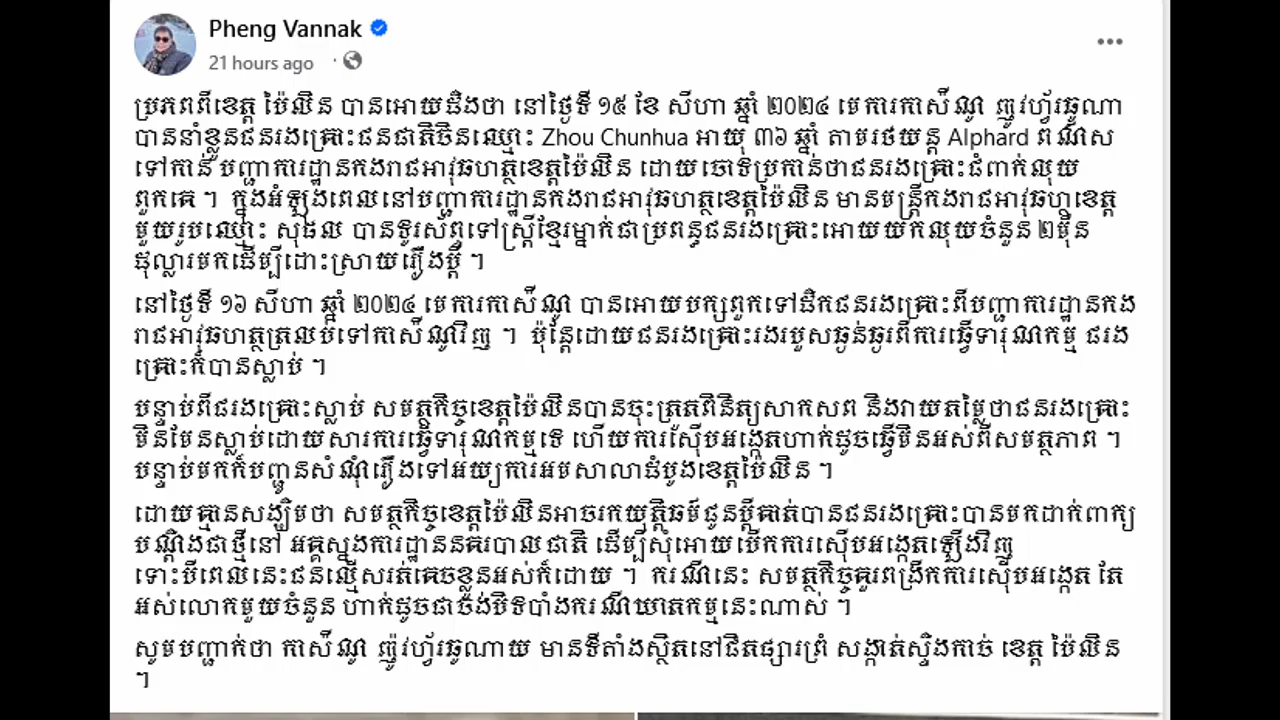 Pheng Vannak
21 hours ago ·
ប្រភពពីខេត្ត ប៉ៃលិន បានអោយដឹងថា នៅថ្ងៃទី ១៥ ខែ សីហា ឆ្នាំ ២០២៤ មេការកាស៉ីណូ ញូវហ្វ័រធូណា
បាននាំខ្លួនជនរងគ្រោះជនជាតិចិនឈ្មោះ Zhou Chunhua អាយុ ៣៦ ឆ្នាំ តាមរថយន្ត Alphard ពណ៌ស
ទៅកាន់ បញ្ជាការដ្ឋានកងរាជអាវុធហត្ថខេត្តប៉ៃលិន ដោយចោទប្រកាន់ថាជនរងគ្រោះជំពាក់លុយ
ពួកគេ ។ ក្នុងអំឡុងពេលនៅបញ្ជាការដ្ឋានកងរាជអាវុធហត្ថខេត្តប៉ៃលិន មានមន្ត្រីកងរាជអាវុធហ្ថខេត្ត
មួយរូបឈ្មោះ សុផល បានទូរស័ព្ទទៅស្ត្រីខ្មែរម្នាក់ជាប្រពន្ធជនរងគ្រោះអោយយកលុយចំនួន ២ម៉ឺន
ដុល្លារមកដើម្បីដោះស្រាយរឿងប្តី ។
នៅថ្ងៃទី ១៦ សីហា ឆ្នាំ ២០២៤ មេការកាស៉ីណូ បានអោយបក្សពួកទៅដឹកជនរងគ្រោះពីបញ្ជាការដ្ឋានកង
រាជអាវុធហត្ថត្រលប់ទៅកាស៉ីណូវិញ ។ ប៉ុន្តែដោយជនរងគ្រោះរងរបួសធ្ងន់ធ្ងរពីការធ្វើទារុណកម្ម ជរង
គ្រោះក៏បានស្លាប់ ។
បន្ទាប់ពីជរងគ្រោះស្លាប់ សមត្ថកិច្ចខេត្តប៉ៃលិនបានចុះត្រតពិនិត្យសាកសព និងវាយតម្លៃថាជនរងគ្រោះ
មិនមែនស្លាប់ដោយសារការធ្វើទារុណកម្មទេ ហើយការស៊ើបអង្កេតហាក់ដូចធ្វើមិនអស់ពីសមត្ថភាព ។
បន្ទាប់មកក៏បញ្ជូនសំណុំរឿងទៅអយ្យការអមសាលាដំបូងខេត្តប៉ៃលិន ។
ដោយគ្មានសង្ឃឹមថា សមត្ថកិច្ចខេត្តប៉ៃលិនអាចរកយុត្តិធម៌ជូនប្តីគាត់បានជនរងគ្រោះបានមកដាក់ពាក្យ
បណ្តឹងជាថ្មីនៅ អគ្គស្នងការដ្ឋាននគរបាលជាតិ ដើម្បីសុំអោយបើកការស៊ើបអង្កេតឡើងវិញ
ទោះបីពេលនេះជនល្មើសរត់គេចខ្លួនអស់ក៏ដោយ ។ ករណីនេះ សមត្ថកិច្ចគួរពង្រីកការស៊ើបអង្កេត តែ
អស់លោកមួយចំនួន ហាក់ដូចជាចង់បិទបាំងករណីឃាតកម្មនេះណាស់ ។
សូមបញ្ជាក់ថា កាស៉ីណូ ញ៉ូវហ្វ័រធូណាយ មានទីតាំងស្ថិតនៅជិតផ្សារព្រំ សង្កាត់ស្ទឹងកាច់ ខេត្ត ប៉ៃលិន
។